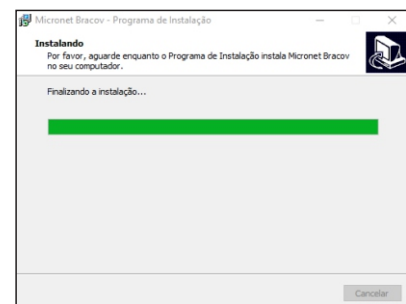 Micronet Bracov - Programa de Instalação
Instalando
Por favor, aguarde enquanto o Programa de Instalação instala Micronet Bracov
no seu computador.
Finalizando a instalação...
Cancelar